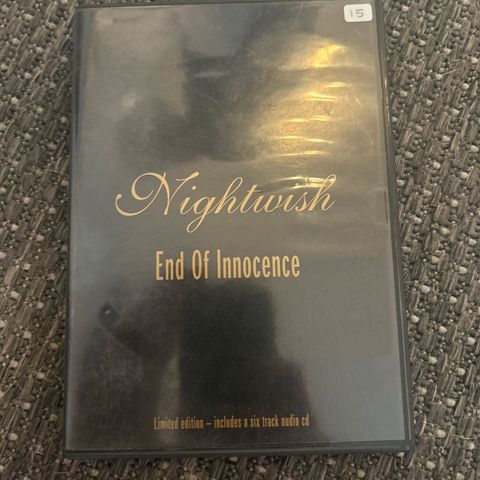 15
Nightwish
End Of Innocence
Limited edition – includes a six track audio cd